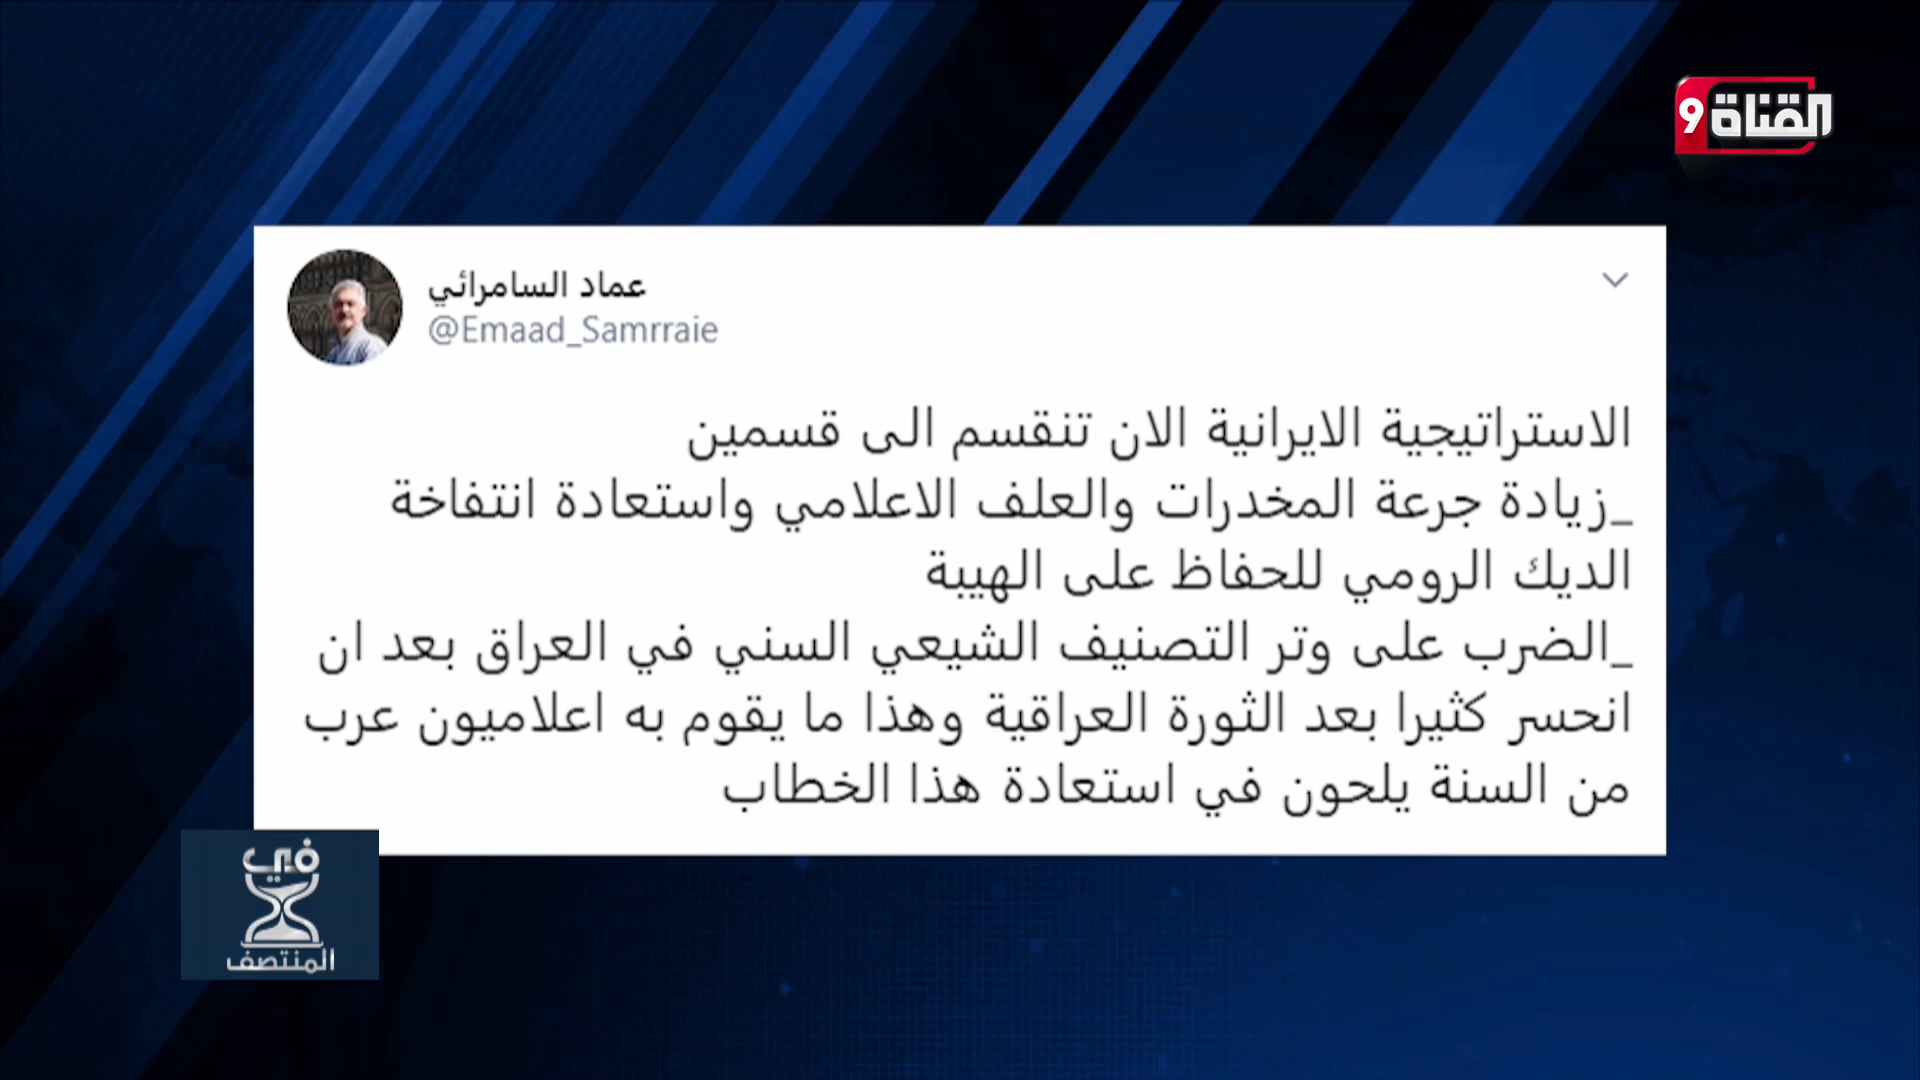 القناة 9
عماد السامرائي
@Emaad_Samrraie
الاستراتيجية الايرانية الان تنقسم الى قسمين
_زيادة جرعة المخدرات والعلف الاعلامي واستعادة انتفاخة
الديك الرومي للحفاظ على الهيبة
_الضرب على وتر التصنيف الشيعي السني في العراق بعد ان
انحسر كثيرا بعد الثورة العراقية وهذا ما يقوم به اعلاميون عرب
من السنة يلحون في استعادة هذا الخطاب
في
المنتصف